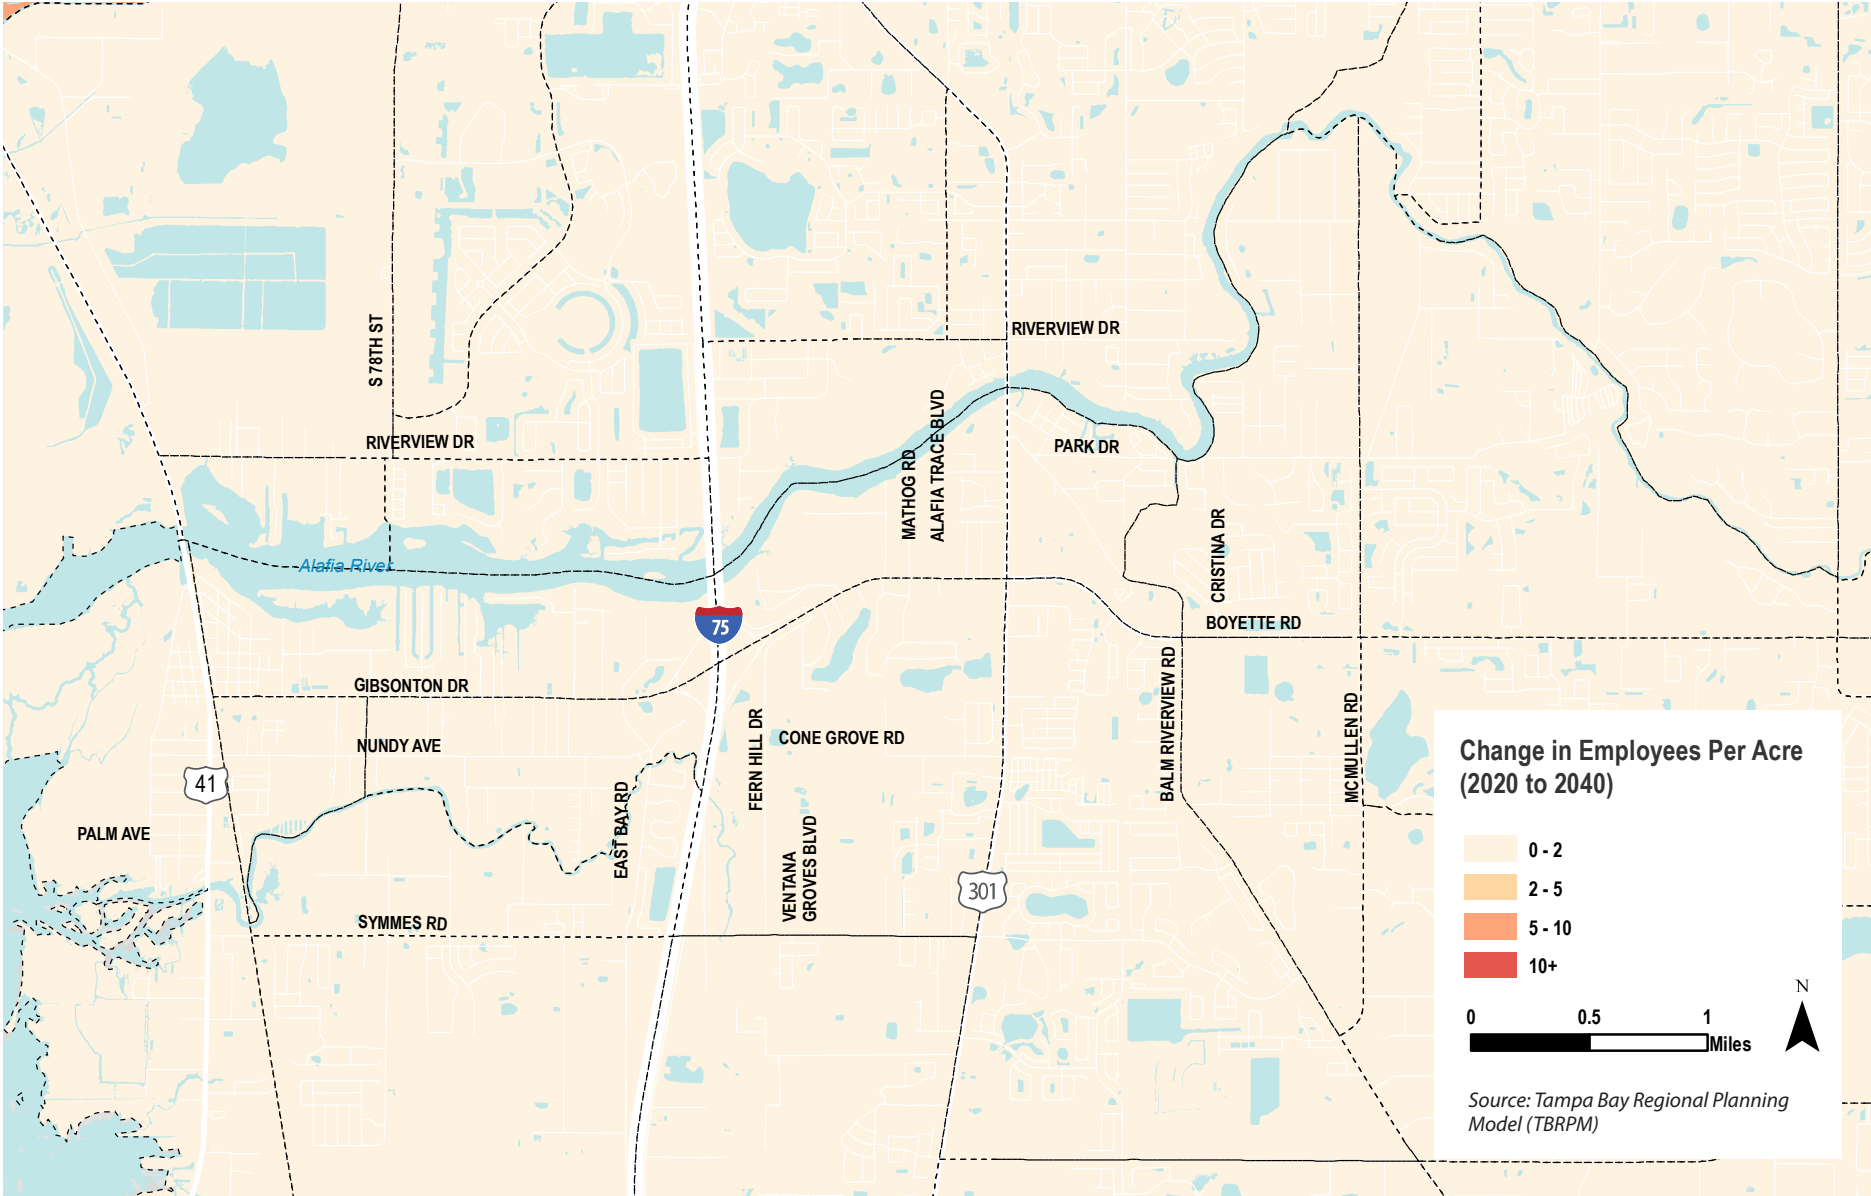 RIVERVIEW DR
S 78TH ST
RIVERVIEW DR
PARK DR
MATHOG RD
ALAFIA TRACE BLVD
CRISTINA DR
Alafia River
75
BOYETTE RD
GIBSONTON DR
NUNDY AVE
FERN HILL DR
CONE GROVE RD
BALM RIVERVIEW RD
MCMULLEN RD
41
PALM AVE
EAST BAY RD
VENTANA
GROVES BLVD
301
SYMMES RD
Change in Employees Per Acre
(2020 to 2040)
0 - 2
2 - 5
5 - 10
10+
N
0 0.5 1
Miles
Source: Tampa Bay Regional Planning
Model (TBRPM)